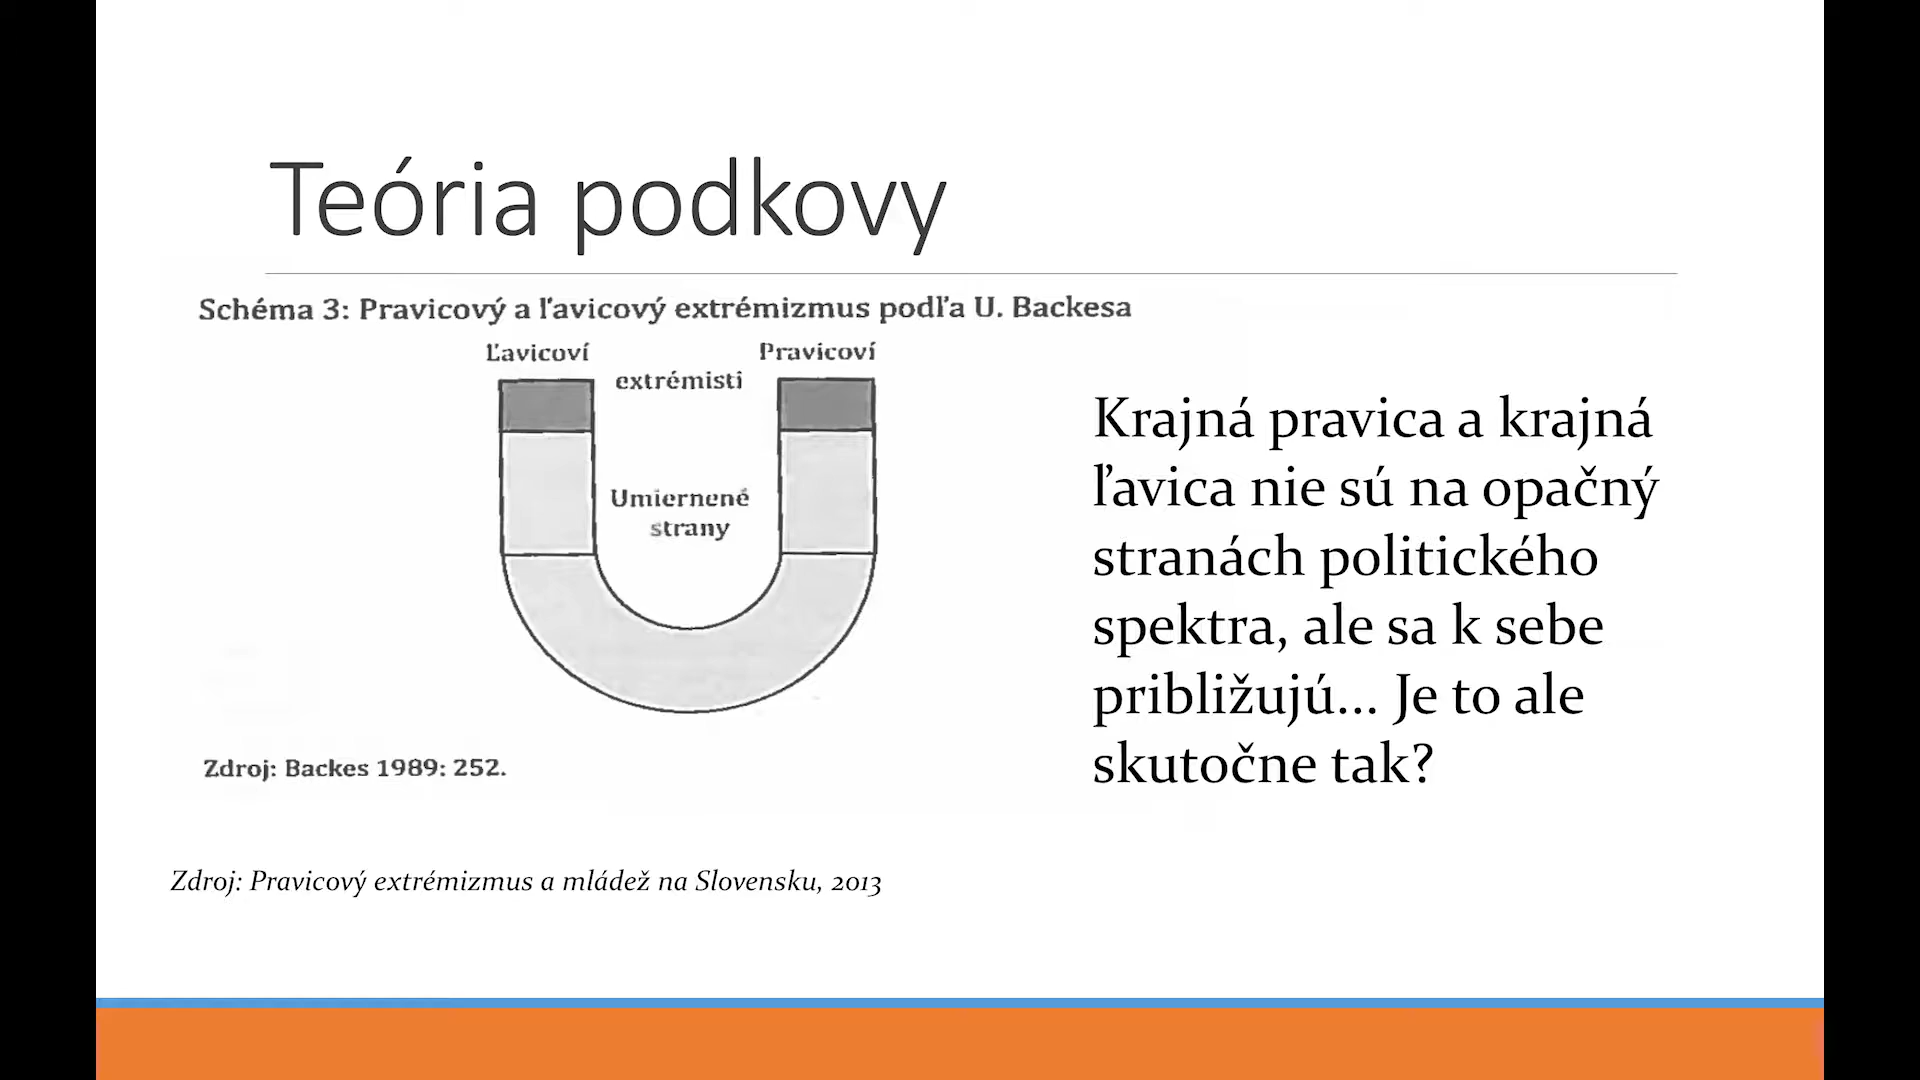 Teória podkovy
Schéma 3: Pravicový a ľavicový extrémizmus podľa U. Backesa
Ľavicoví
Pravicoví
extrémisti
Umiernené
strany
Zdroj: Backes 1989: 252.
Krajná pravica a krajná
ľavica nie sú na opačný
stranách politického
spektra, ale sa k sebe
približujú... Je to ale
skutočne tak?
Zdroj: Pravicový extrémizmus a mládež na Slovensku, 2013